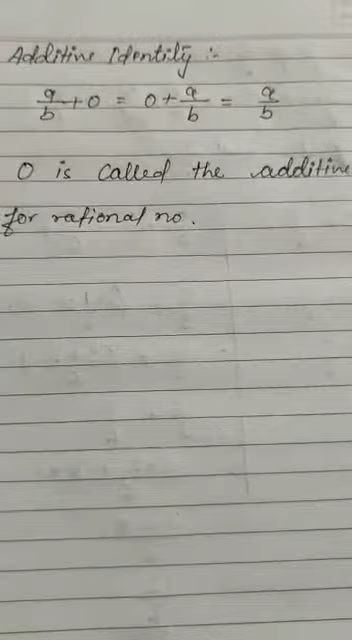 Additive Identity :-
a/b + 0 = 0 + a/b = a/b
0 is called the additive
for rational no.